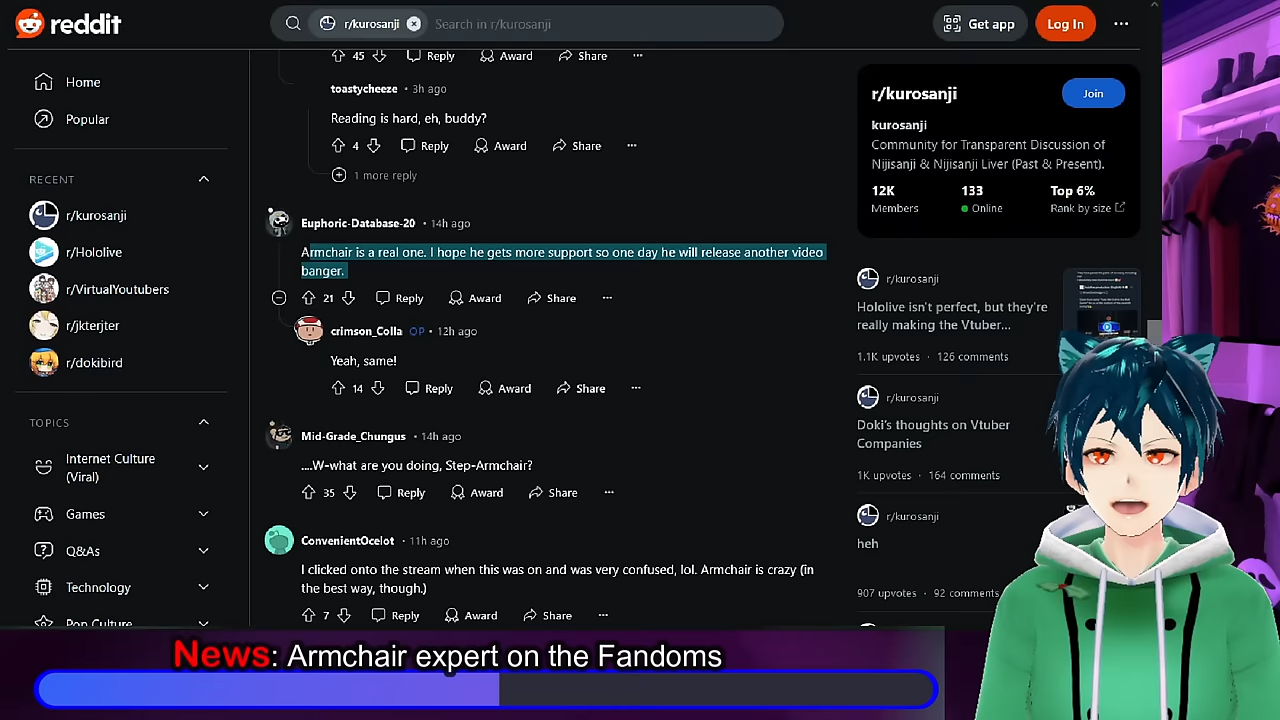 reddit
r/kurosanji
Search in r/kurosanji
Get app
Log In
Home
Popular
RECENT
r/kurosanji
r/Hololive
r/VirtualYoutubers
r/jkterjter
r/dokibird
TOPICS
Internet Culture
(Viral)
Games
Q&As
Technology
Pop Culture
45 Reply Award Share
toastycheeze • 3h ago
Reading is hard, eh, buddy?
4 Reply Award Share
1 more reply
Euphoric-Database-20 • 14h ago
Armchair is a real one. I hope he gets more support so one day he will release another video
banger.
21 Reply Award Share
crimson_Colla OP • 12h ago
Yeah, same!
14 Reply Award Share
Mid-Grade_Chungus • 14h ago
....W-what are you doing, Step-Armchair?
35 Reply Award Share
ConvenientOcelot • 11h ago
I clicked onto the stream when this was on and was very confused, lol. Armchair is crazy (in
the best way, though.)
7 Reply Award Share
r/kurosanji
Join
kurosanji
Community for Transparent Discussion of
Nijisanji & Nijisanji Liver (Past & Present).
12K 133 Top 6%
Members Online Rank by size
r/kurosanji
Hololive isn't perfect, but they're
really making the Vtuber...
1.1K upvotes • 126 comments
r/kurosanji
Doki's thoughts on Vtuber
Companies
1K upvotes • 164 comments
r/kurosanji
heh
907 upvotes • 92 comments
News: Armchair expert on the Fandoms